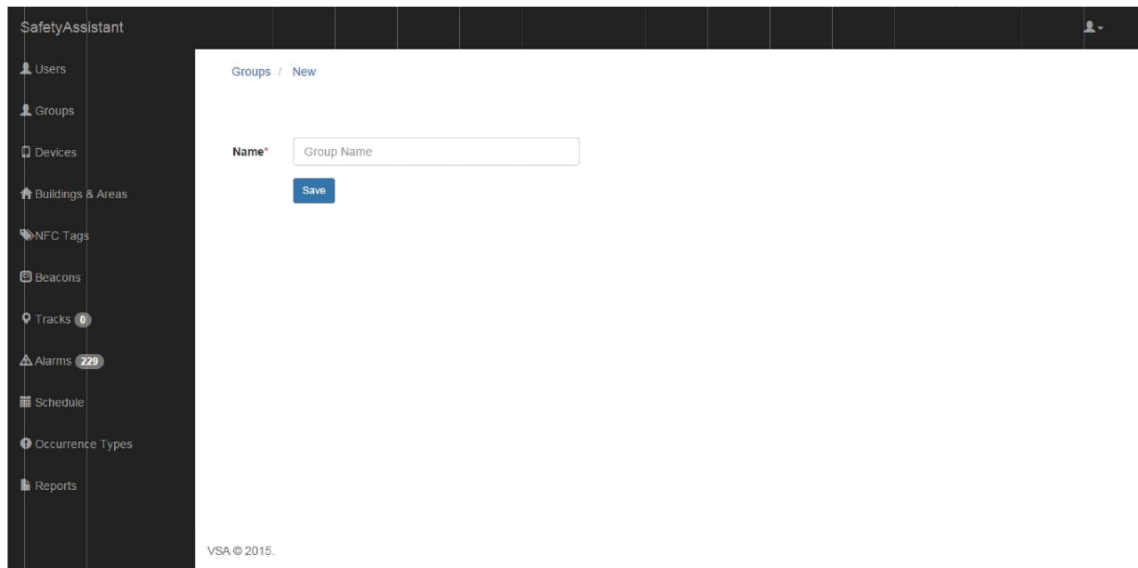 SafetyAssistant
Users
Groups / New
Groups
Devices
Name*
Group Name
Buildings & Areas
Save
NFC Tags
Beacons
Tracks 0
Alarms 229
Schedule
Occurrence Types
Reports
VSA © 2015.